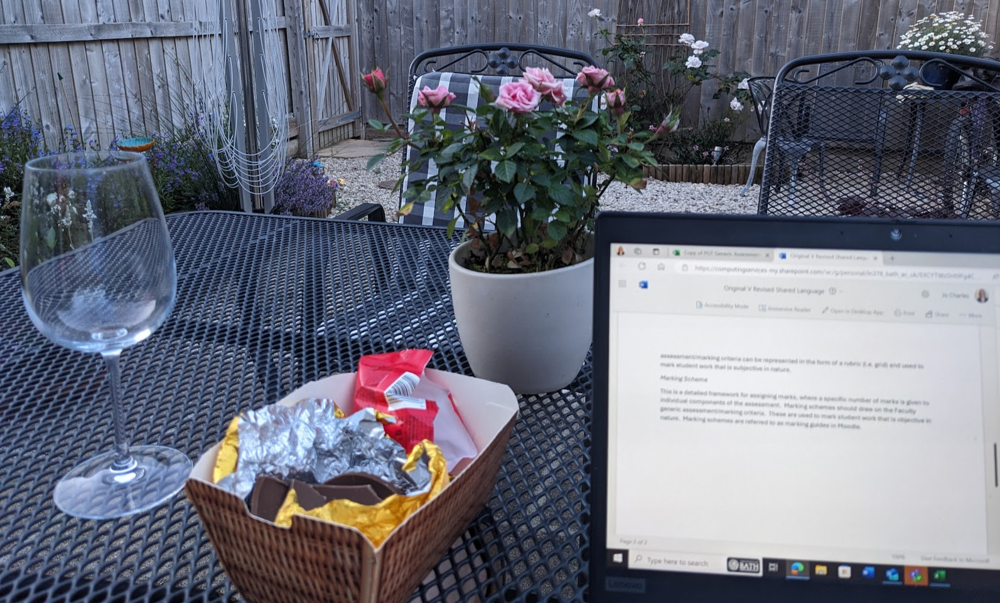 Copy of PGT Generic Assessm
Original V Revised Shared Langu
https://computingservices-my.sharepoint.com/:w:/g/personal/
Original V Revised Shared Language
Jo Charles
Accessibility Mode
Immersive Reader
Open in Desktop App
Print
Share
More
assessment/marking criteria can be represented in the form of a rubric (i.e. grid) and used to
mark student work that is subjective in nature.
Marking Scheme
This is a detailed framework for assigning marks, where a specific number of marks is given to
individual components of the assessment. Marking schemes should draw on the Faculty
generic assessment/marking criteria. These are used to mark student work that is objective in
nature. Marking schemes are referred to as marking guides in Moodle.
Page 2 of 2
100%
Give Feedback to Microsoft
Type here to search
BATH
Lenovo